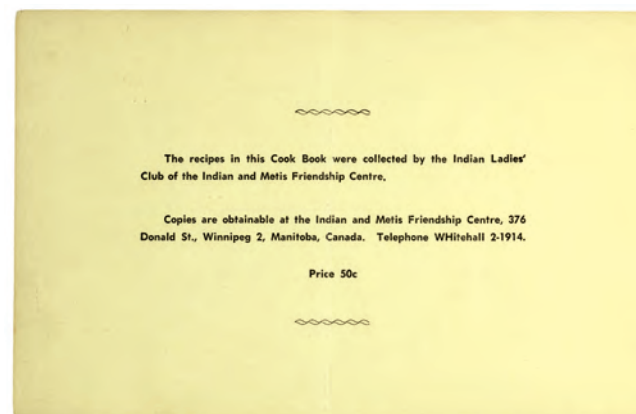 The recipes in this Cook Book were collected by the Indian Ladies'
Club of the Indian and Metis Friendship Centre.
Copies are obtainable at the Indian and Metis Friendship Centre, 376
Donald St., Winnipeg 2, Manitoba, Canada. Telephone WHitehall 2-1914.
Price 50c